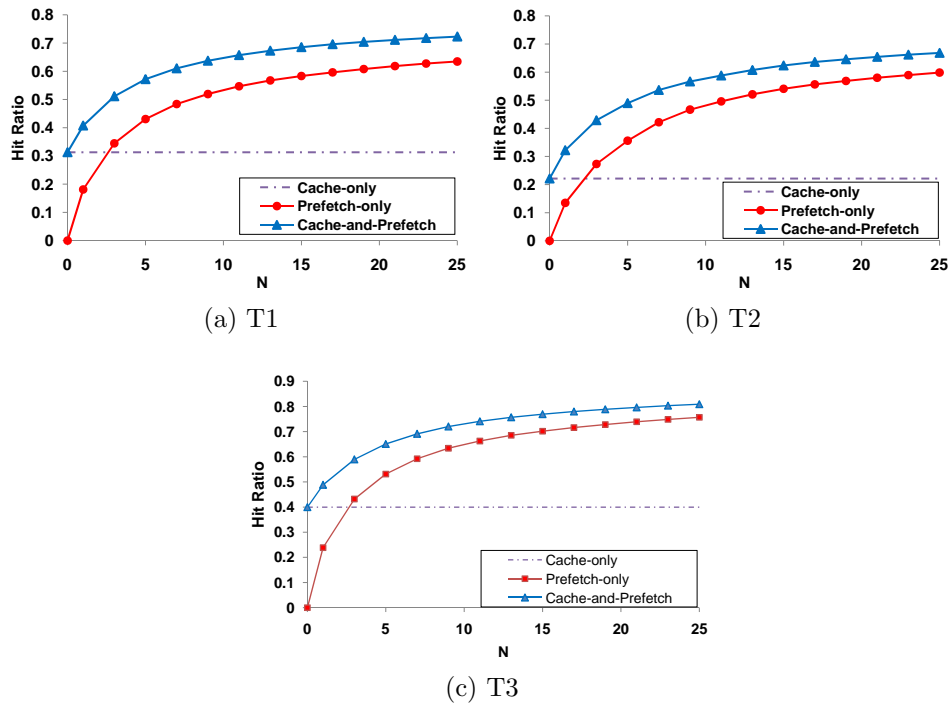 0.8
0.7
0.6
0.5
0.4
0.3
0.2
0.1
0
Hit Ratio
Cache-only
Prefetch-only
Cache-and-Prefetch
0 5 10 15 20 25
N
(a) T1
0.8
0.7
0.6
0.5
0.4
0.3
0.2
0.1
0
Hit Ratio
Cache-only
Prefetch-only
Cache-and-Prefetch
0 5 10 15 20 25
N
(b) T2
0.9
0.8
0.7
0.6
0.5
0.4
0.3
0.2
0.1
0
Hit Ratio
Cache-only
Prefetch-only
Cache-and-Prefetch
0 5 10 15 20 25
N
(c) T3